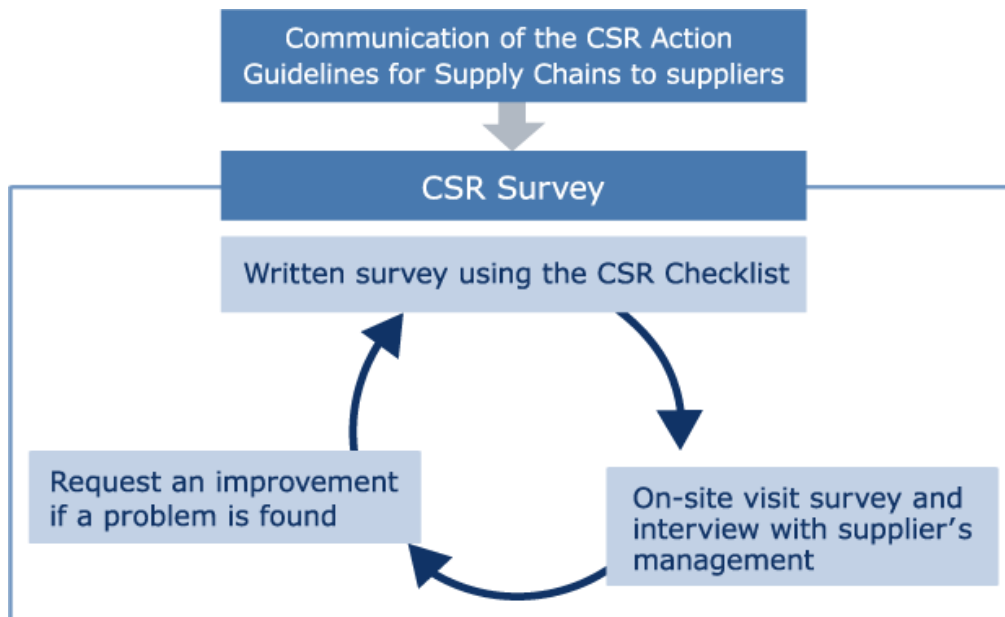 Communication of the CSR Action
Guidelines for Supply Chains to suppliers
CSR Survey
Written survey using the CSR Checklist
Request an improvement
if a problem is found
On-site visit survey and
interview with supplier’s
management